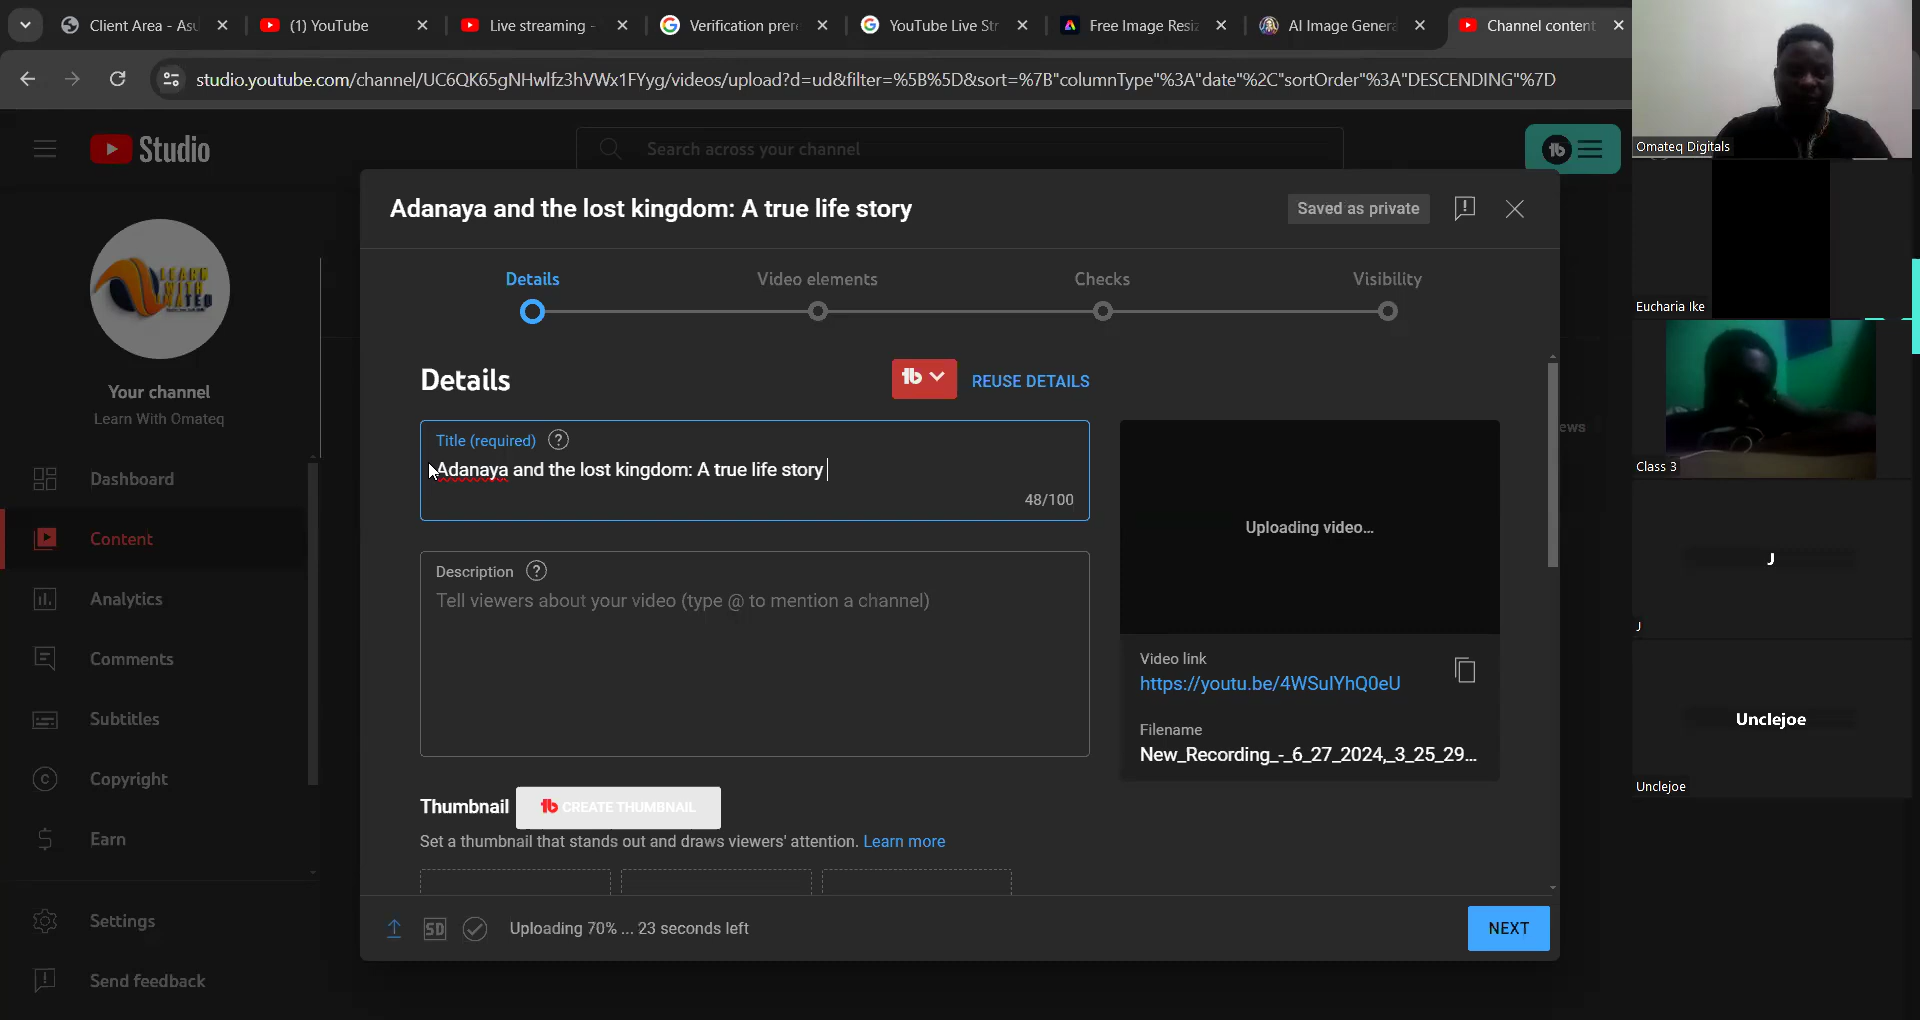 Client Area - Asu
(1) YouTube
Live streaming -
Verification prere
YouTube Live Str
Free Image Resiz
AI Image Genera
Channel content
studio.youtube.com/channel/UC6QK65gNHwlfz3hVWx1FYyg/videos/upload?d=ud&filter=%5B%5D&sort=%7B"columnType"%3A"date"%2C"sortOrder"%3A"DESCENDING"%7D
Studio
Search across your channel
Omateq Digitals
Adanaya and the lost kingdom: A true life story
Saved as private
Details
Video elements
Checks
Visibility
LEARN
WITH
Your channel
Learn With Omateq
Dashboard
Content
Analytics
Comments
Subtitles
Copyright
Earn
Settings
Send feedback
Details
REUSE DETAILS
Title (required)
Adanaya and the lost kingdom: A true life story
48/100
Description
Tell viewers about your video (type @ to mention a channel)
Thumbnail
CREATE THUMBNAIL
Set a thumbnail that stands out and draws viewers' attention. Learn more
Uploading video...
Video link
https://youtu.be/4WSulYhQ0eU
Filename
New_Recording_-_6_27_2024,_3_25_29...
SD
Uploading 70% ... 23 seconds left
NEXT
ews
Eucharia Ike
Class 3
J
J
Unclejoe
Unclejoe